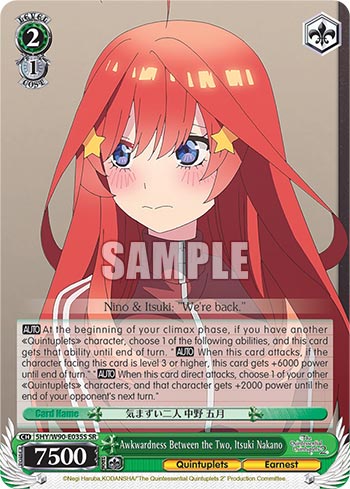 LEVEL
2
1
COST
SAMPLE
Nino & Itsuki: "We're back."
AUTO At the beginning of your climax phase, if you have another
«Quintuplets» character, choose 1 of the following abilities, and this card
gets that ability until end of turn. "AUTO When this card attacks, if the
character facing this card is level 3 or higher, this card gets +6000 power
until end of turn." "AUTO When this card direct attacks, choose 1 of your other
«Quintuplets» characters, and that character gets +2000 power until the
end of your opponent's next turn."
Card Name 気まずい二人 中野 五月
CH 5HY/W90-E035S SR
Awkwardness Between the Two, Itsuki Nakano
7500
Quintuplets Earnest
©Negi Haruba,KODANSHA/"The Quintessential Quintuplets 2" Production Committee.